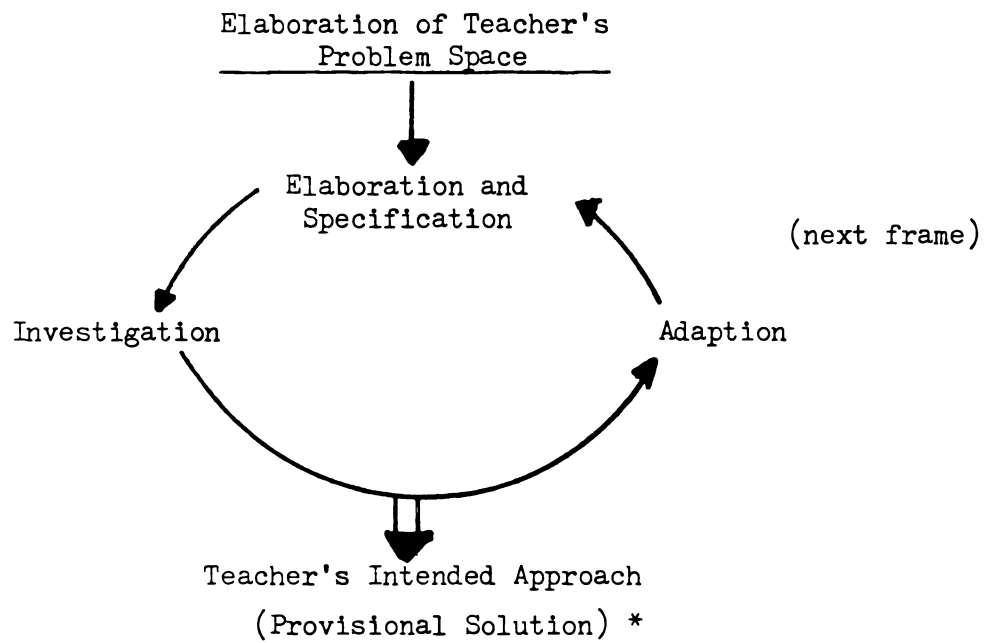 Elaboration of Teacher's
Problem Space
Elaboration and
Specification
(next frame)
Investigation
Adaption
Teacher's Intended Approach
(Provisional Solution) *